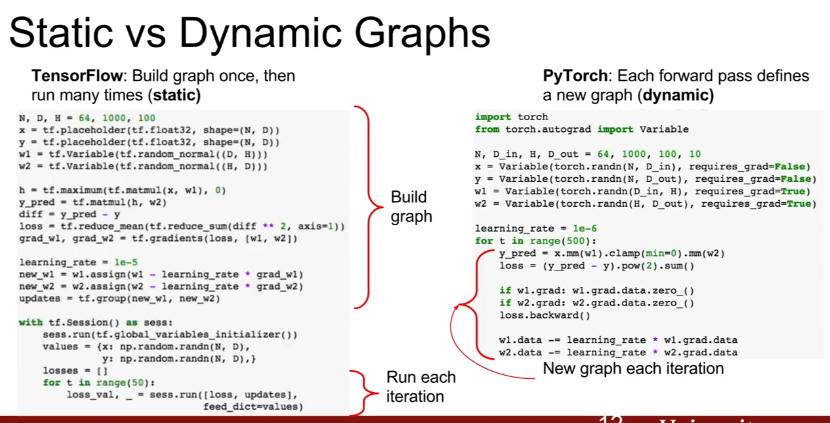 Static vs Dynamic Graphs
TensorFlow: Build graph once, then
run many times (static)
N, D, H = 64, 1000, 100
x = tf.placeholder(tf.float32, shape=(N, D))
y = tf.placeholder(tf.float32, shape=(N, D))
w1 = tf.Variable(tf.random_normal((D, H)))
w2 = tf.Variable(tf.random_normal((H, D)))
h = tf.maximum(tf.matmul(x, w1), 0)
y_pred = tf.matmul(h, w2)
diff = y_pred - y
loss = tf.reduce_mean(tf.reduce_sum(diff ** 2, axis=1))
grad_w1, grad_w2 = tf.gradients(loss, [w1, w2])
learning_rate = 1e-5
new_w1 = w1.assign(w1 - learning_rate * grad_w1)
new_w2 = w2.assign(w2 - learning_rate * grad_w2)
updates = tf.group(new_w1, new_w2)
with tf.Session() as sess:
    sess.run(tf.global_variables_initializer())
    values = {x: np.random.randn(N, D),
              y: np.random.randn(N, D),}
    losses = []
    for t in range(50):
        loss_val, _ = sess.run([loss, updates],
                               feed_dict=values)
Build
graph
Run each
iteration
PyTorch: Each forward pass defines
a new graph (dynamic)
import torch
from torch.autograd import Variable
N, D_in, H, D_out = 64, 1000, 100, 10
x = Variable(torch.randn(N, D_in), requires_grad=False)
y = Variable(torch.randn(N, D_out), requires_grad=False)
w1 = Variable(torch.randn(D_in, H), requires_grad=True)
w2 = Variable(torch.randn(H, D_out), requires_grad=True)
learning_rate = 1e-6
for t in range(500):
    y_pred = x.mm(w1).clamp(min=0).mm(w2)
    loss = (y_pred - y).pow(2).sum()
    if w1.grad: w1.grad.data.zero_()
    if w2.grad: w2.grad.data.zero_()
    loss.backward()
    w1.data -= learning_rate * w1.grad.data
    w2.data -= learning_rate * w2.grad.data
New graph each iteration